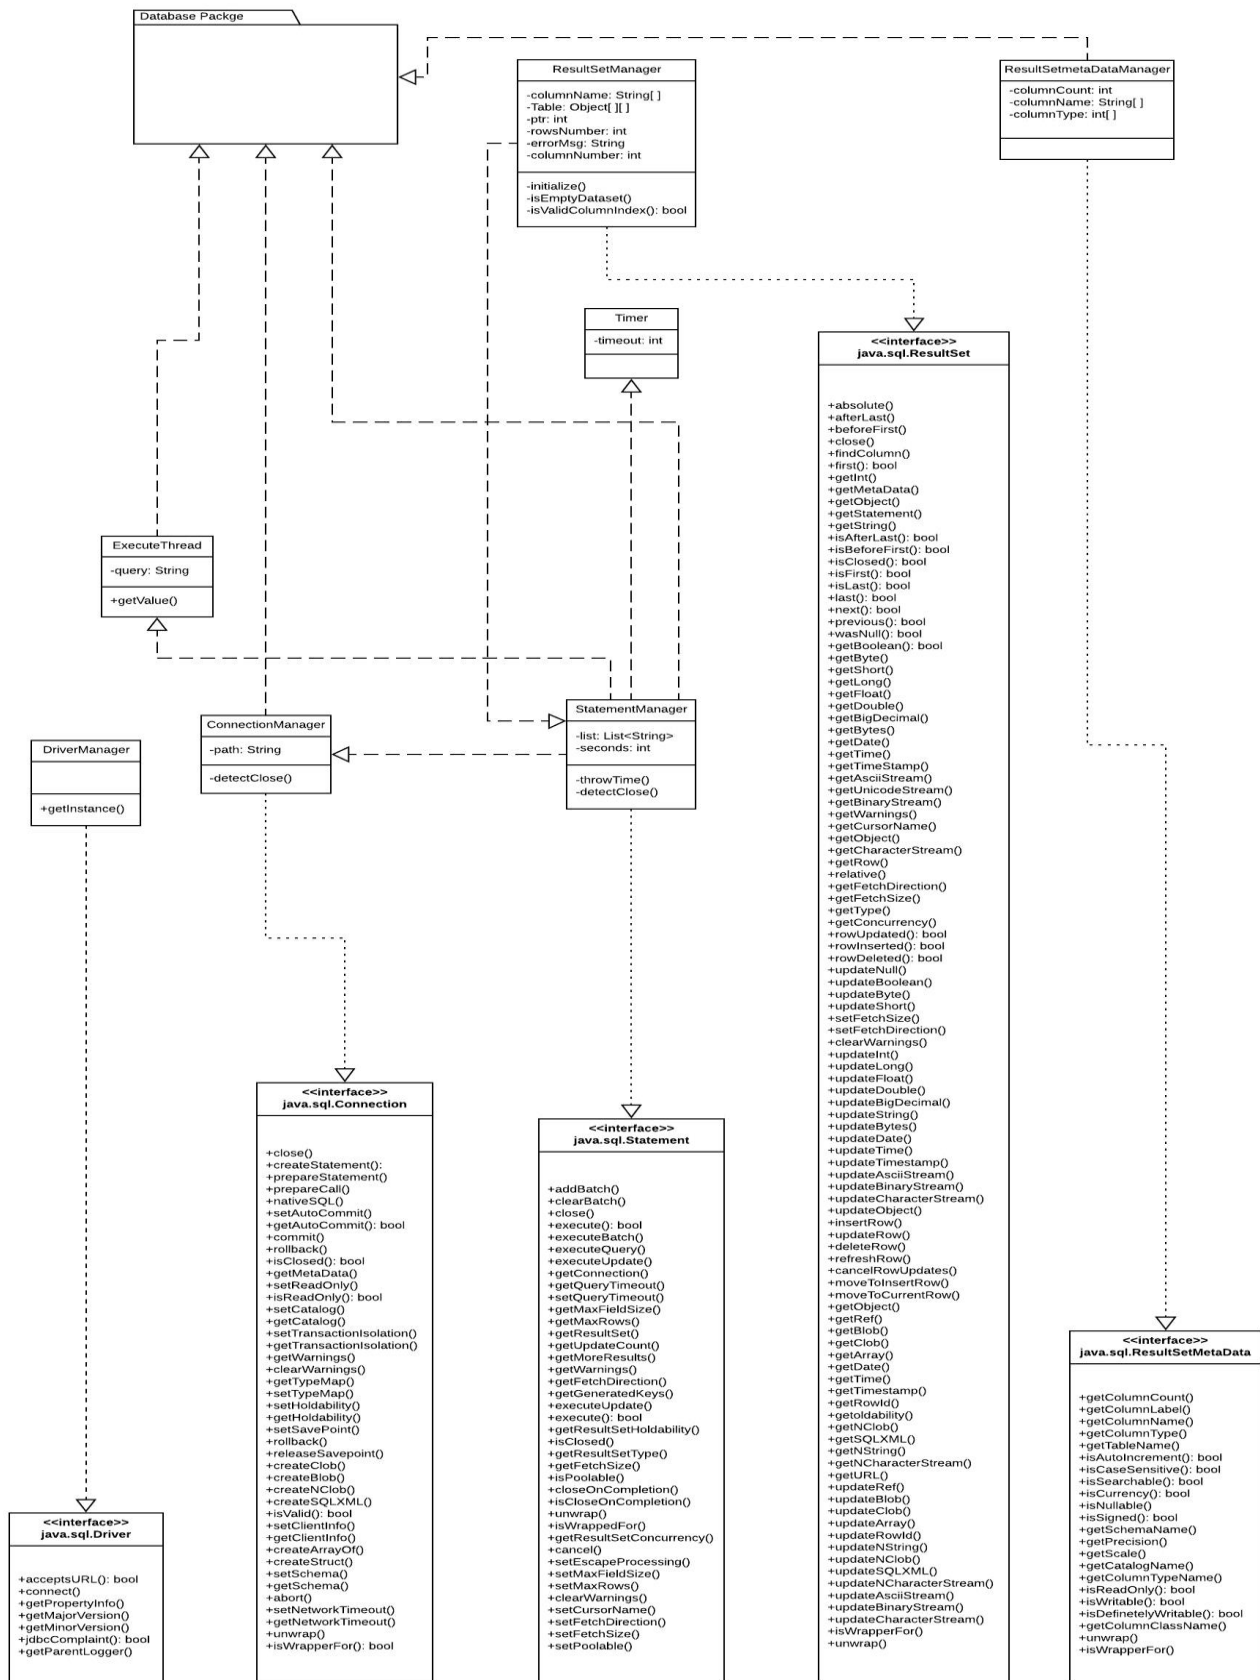 Database Packge
ResultSetManager
-columnName: String[ ]
-Table: Object[ ][ ]
-ptr: int
-rowsNumber: int
-errorMsg: String
-columnNumber: int
-initialize()
-isEmptyDataset()
-isValidColumnIndex(): bool
ResultSetmetaDataManager
-columnCount: int
-columnName: String[ ]
-columnType: int[ ]
Timer
-timeout: int
ExecuteThread
-query: String
+getValue()
ConnectionManager
-path: String
-detectClose()
StatementManager
-list: List<String>
-seconds: int
-throwTime()
-detectClose()
DriverManager
+getInstance()
<<interface>>
java.sql.ResultSet
+absolute()
+afterLast()
+beforeFirst()
+close()
+findColumn()
+first(): bool
+getInt()
+getMetaData()
+getObject()
+getStatement()
+getString()
+isAfterLast(): bool
+isBeforeFirst(): bool
+isClosed(): bool
+isFirst(): bool
+isLast(): bool
+last(): bool
+next(): bool
+previous(): bool
+wasNull(): bool
+getBoolean(): bool
+getByte()
+getShort()
+getLong()
+getFloat()
+getDouble()
+getBigDecimal()
+getBytes()
+getDate()
+getTime()
+getTimeStamp()
+getAsciiStream()
+getUnicodeStream()
+getBinaryStream()
+getWarnings()
+getCursorName()
+getObject()
+getCharacterStream()
+getRow()
+relative()
+getFetchDirection()
+getFetchSize()
+getType()
+getConcurrency()
+rowUpdated(): bool
+rowInserted(): bool
+rowDeleted(): bool
+updateNull()
+updateBoolean()
+updateByte()
+updateShort()
+setFetchSize()
+setFetchDirection()
+clearWarnings()
+updateInt()
+updateLong()
+updateFloat()
+updateDouble()
+updateBigDecimal()
+updateString()
+updateBytes()
+updateDate()
+updateTime()
+updateTimestamp()
+updateAsciiStream()
+updateBinaryStream()
+updateCharacterStream()
+updateObject()
+insertRow()
+updateRow()
+deleteRow()
+refreshRow()
+cancelRowUpdates()
+moveToInsertRow()
+moveToCurrentRow()
+getObject()
+getRef()
+getBlob()
+getClob()
+getArray()
+getDate()
+getTime()
+getTimestamp()
+getRowId()
+getoldability()
+getNClob()
+getSQLXML()
+getNString()
+getNCharacterStream()
+getURL()
+updateRef()
+updateBlob()
+updateClob()
+updateArray()
+updateRowId()
+updateNString()
+updateNClob()
+updateSQLXML()
+updateNCharacterStream()
+updateAsciiStream()
+updateBinaryStream()
+updateCharacterStream()
+isWrapperFor()
+unwrap()
<<interface>>
java.sql.Connection
+close()
+createStatement():
+prepareStatement()
+prepareCall()
+nativeSQL()
+setAutoCommit()
+getAutoCommit(): bool
+commit()
+rollback()
+isClosed(): bool
+getMetaData()
+setReadOnly()
+isReadOnly(): bool
+setCatalog()
+getCatalog()
+setTransactionIsolation()
+getTransactionIsolation()
+getWarnings()
+clearWarnings()
+getTypeMap()
+setTypeMap()
+setHoldability()
+getHoldability()
+setSavePoint()
+rollback()
+releaseSavepoint()
+createClob()
+createBlob()
+createNClob()
+createSQLXML()
+isValid(): bool
+setClientInfo()
+getClientInfo()
+createArrayOf()
+createStruct()
+setSchema()
+getSchema()
+abort()
+setNetworkTimeout()
+getNetworkTimeout()
+unwrap()
+isWrapperFor(): bool
<<interface>>
java.sql.Statement
+addBatch()
+clearBatch()
+close()
+execute(): bool
+executeBatch()
+executeQuery()
+executeUpdate()
+getConnection()
+getQueryTimeout()
+setQueryTimeout()
+getMaxFieldSize()
+getMaxRows()
+getResultSet()
+getUpdateCount()
+getMoreResults()
+getWarnings()
+getFetchDirection()
+getGeneratedKeys()
+executeUpdate()
+execute(): bool
+getResultSetHoldability()
+isClosed()
+getResultSetType()
+getFetchSize()
+isPoolable()
+closeOnCompletion()
+isCloseOnCompletion()
+unwrap()
+isWrappedFor()
+getResultSetConcurrency()
+cancel()
+setEscapeProcessing()
+setMaxFieldSize()
+setMaxRows()
+clearWarnings()
+setCursorName()
+setFetchDirection()
+setFetchSize()
+setPoolable()
<<interface>>
java.sql.ResultSetMetaData
+getColumnCount()
+getColumnLabel()
+getColumnName()
+getColumnType()
+getTableName()
+isAutoIncrement(): bool
+isCaseSensitive(): bool
+isSearchable(): bool
+isCurrency(): bool
+isNullable()
+isSigned(): bool
+getSchemaName()
+getPrecision()
+getScale()
+getCatalogName()
+getColumnTypeName()
+isReadOnly(): bool
+isWritable(): bool
+isDefinetelyWritable(): bool
+getColumnClassName()
+unwrap()
+isWrapperFor()
<<interface>>
java.sql.Driver
+acceptsURL(): bool
+connect()
+getPropertyInfo()
+getMajorVersion()
+getMinorVersion()
+jdbcComplaint(): bool
+getParentLogger()